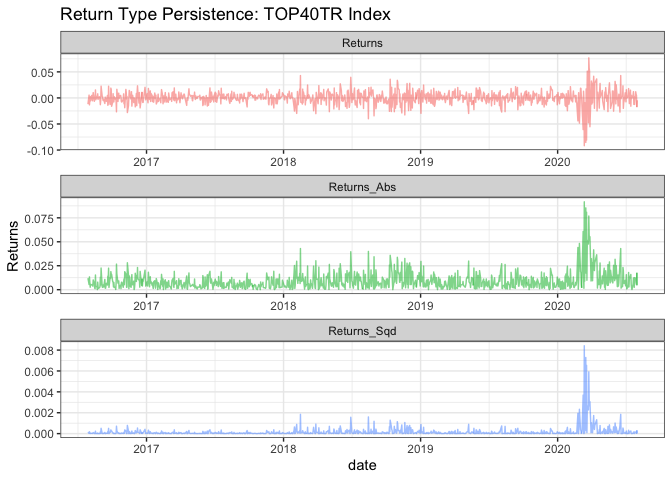 Return Type Persistence: TOP40TR Index
Returns
0.05
0.00
-0.05
-0.10
2017 2018 2019 2020
Returns_Abs
0.075
0.050
0.025
0.000
2017 2018 2019 2020
Returns
Returns_Sqd
0.008
0.006
0.004
0.002
0.000
2017 2018 2019 2020
date